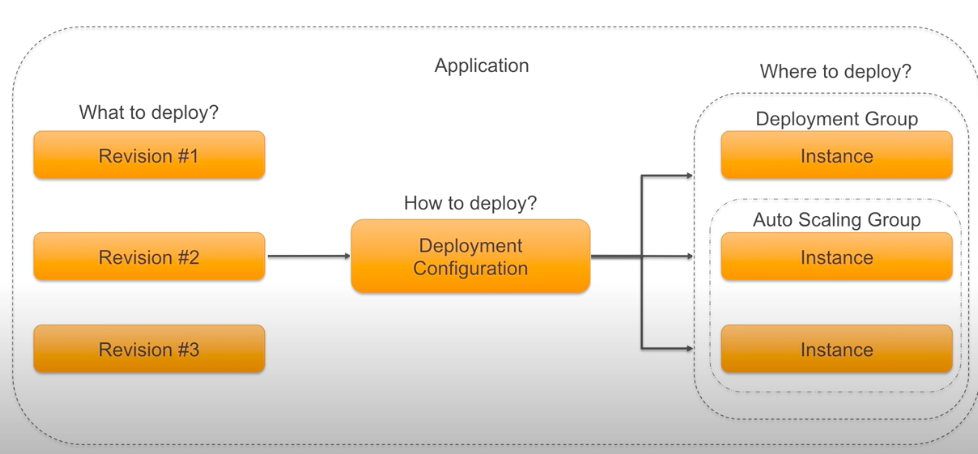 Application
What to deploy?
Revision #1
Revision #2
Revision #3
How to deploy?
Deployment
Configuration
Where to deploy?
Deployment Group
Instance
Auto Scaling Group
Instance
Instance